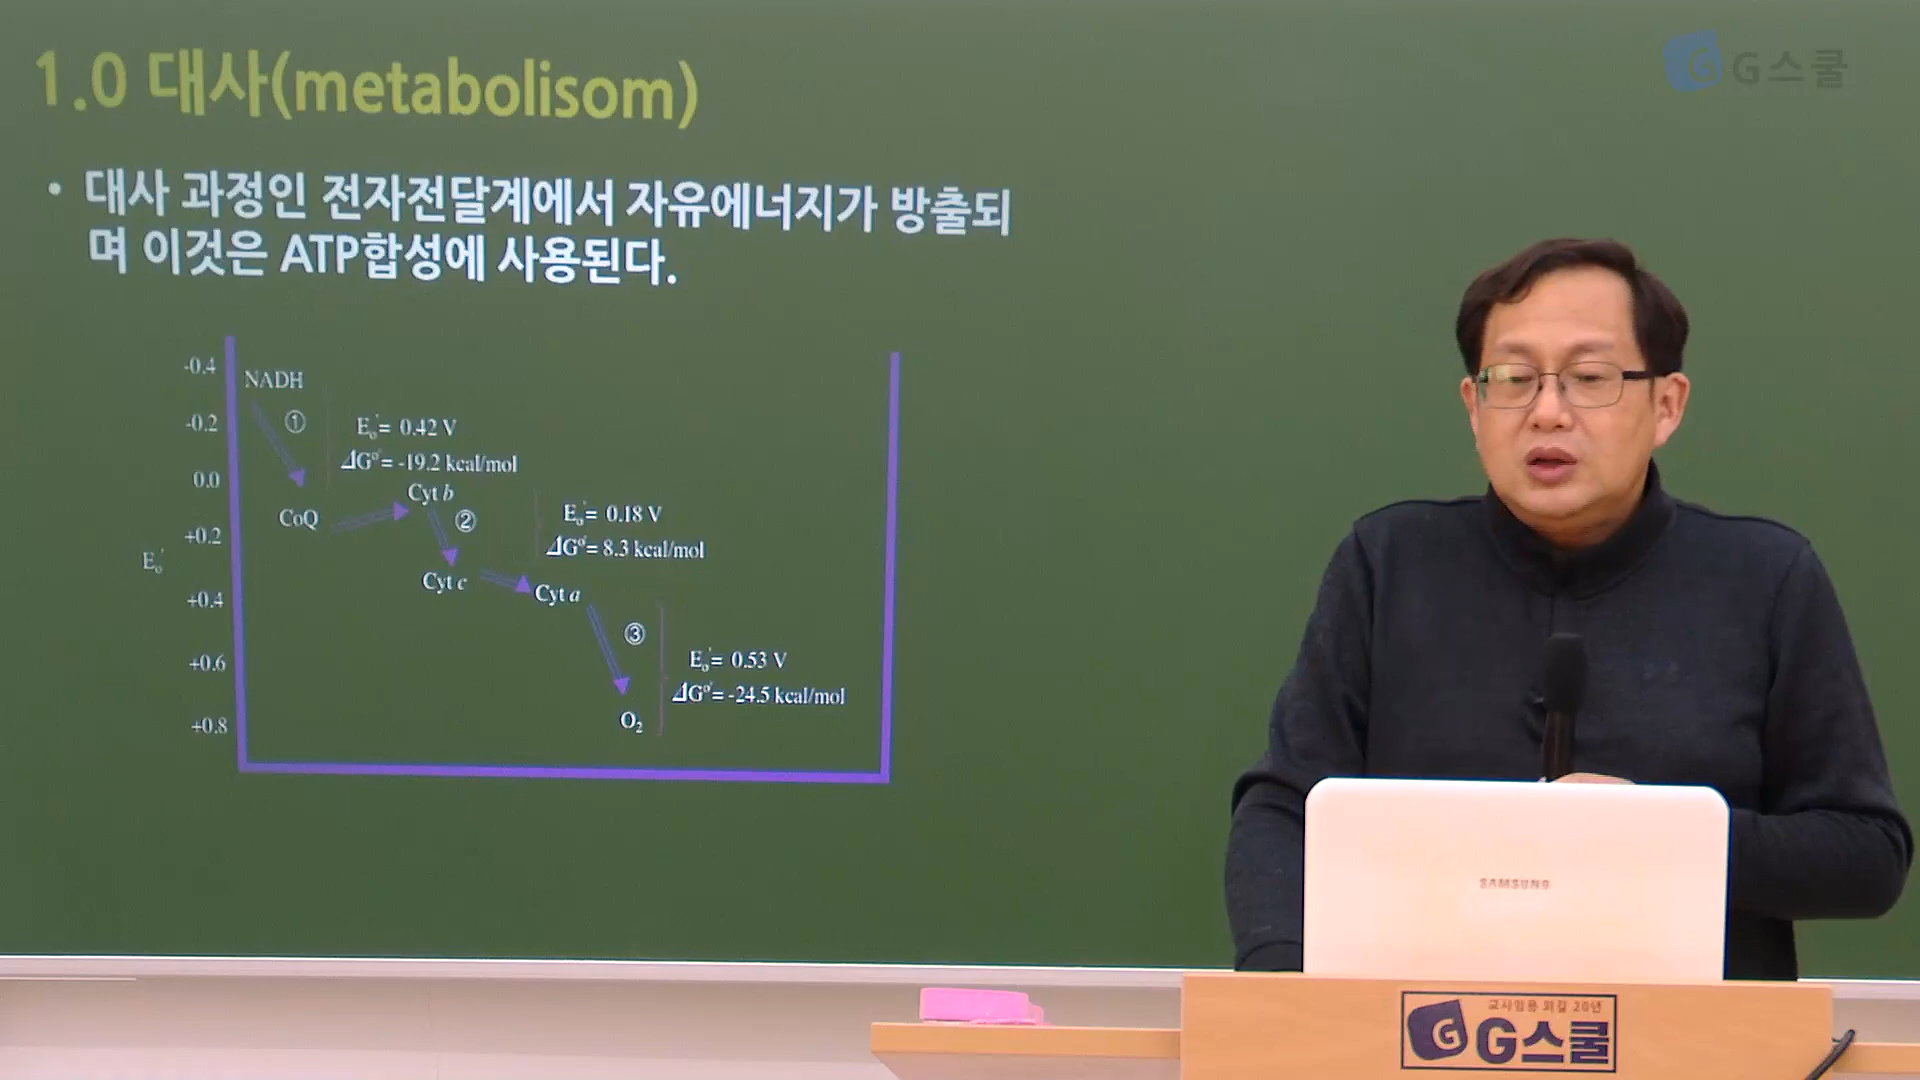 1.0 대사(metabolisom)
G스쿨
• 대사 과정인 전자전달계에서 자유에너지가 방출되
며 이것은 ATP합성에 사용된다.
-0.4
NADH
①
-0.2
E₀'= 0.42 V
ΔG°'= -19.2 kcal/mol
0.0
Cyt b
CoQ
②
E₀'= 0.18 V
+0.2
ΔG°'= 8.3 kcal/mol
E₀'
Cyt c
Cyt a
+0.4
③
+0.6
E₀'= 0.53 V
ΔG°'= -24.5 kcal/mol
+0.8
O₂
SAMSUNG
교사임용 외길 20년
G스쿨